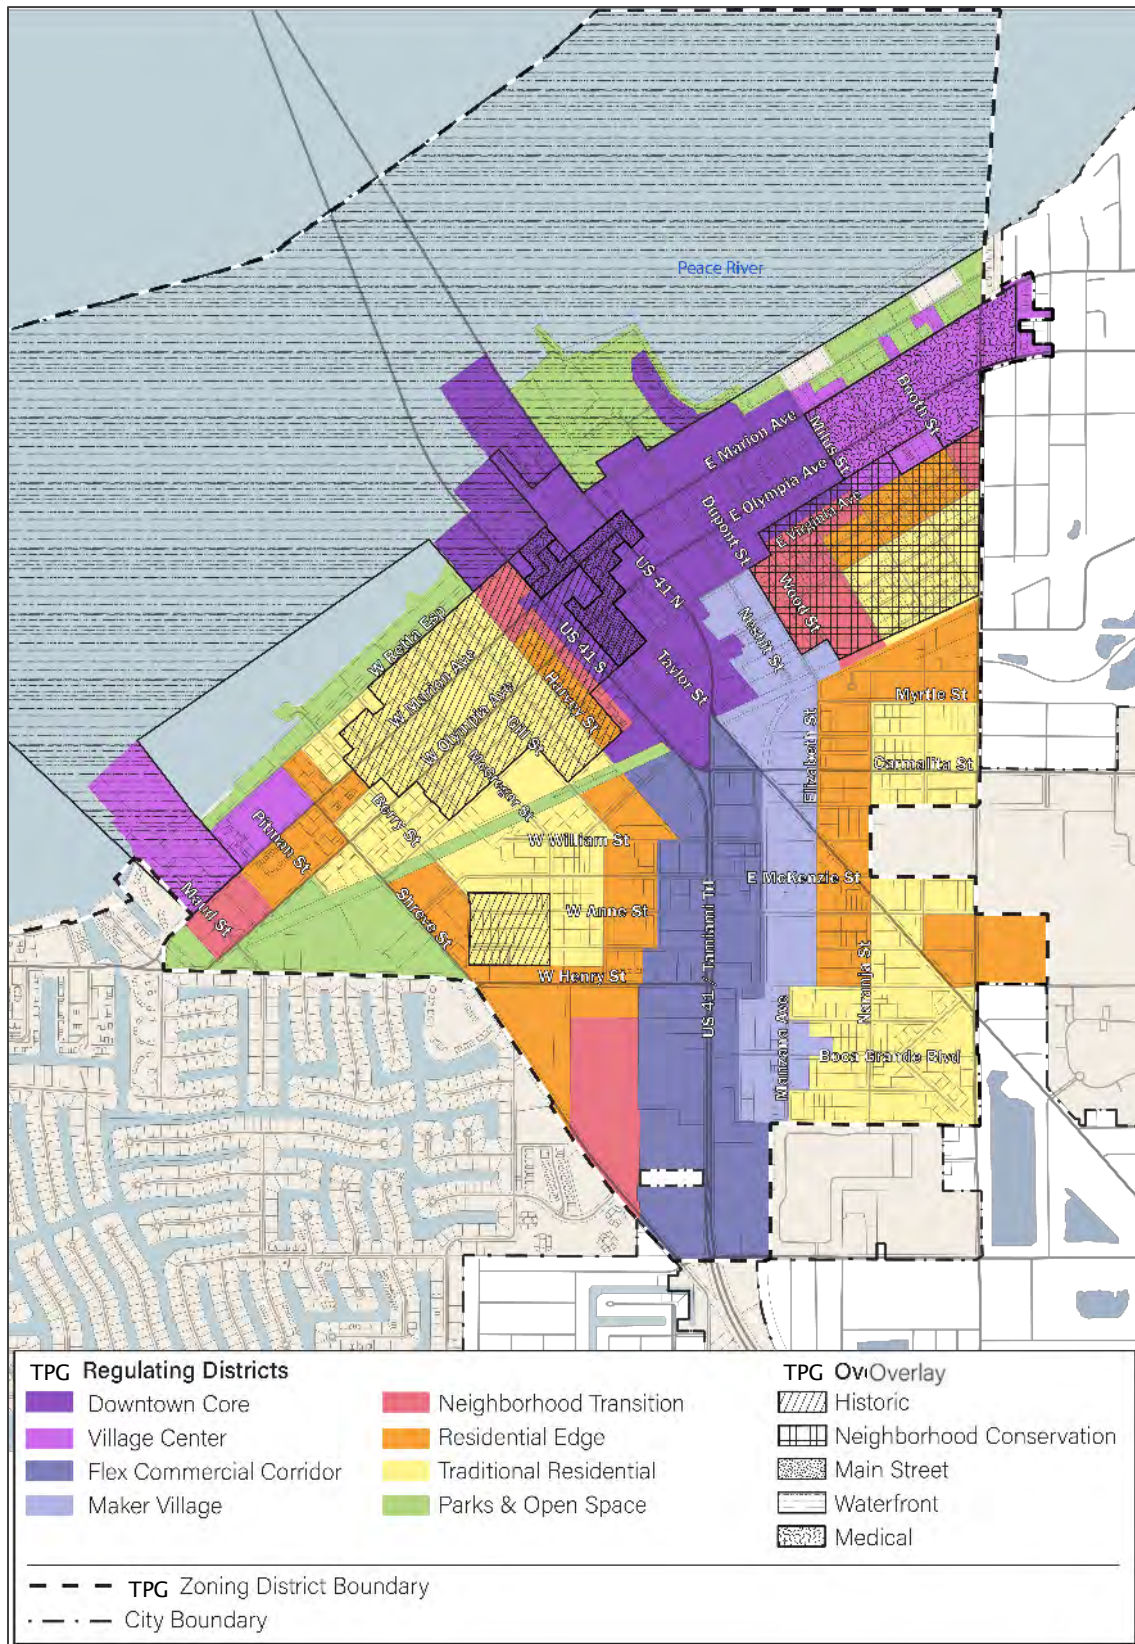 Peace River
Booth St
E Marion Ave
Milus St
E Olympia Ave
Dupont St
E Virginia Ave
US 41 N
Wood St
Nesbit St
US 41 S
W Retta Esp
Taylor St
W Marion Ave
Harvey St
Myrtle St
W Olympia Ave
Gill St
Elizabeth St
Carmalita St
McGregor St
Berry St
Pitman St
W William St
E McKenzie St
Maud St
Shreve St
W Anne St
US 41 / Tamiami Trl
W Henry St
Naranja St
Manzana Ave
Boca Grande Blvd
TPG Regulating Districts
Downtown Core
Village Center
Flex Commercial Corridor
Maker Village
Neighborhood Transition
Residential Edge
Traditional Residential
Parks & Open Space
TPG Ov Overlay
Historic
Neighborhood Conservation
Main Street
Waterfront
Medical
TPG Zoning District Boundary
City Boundary